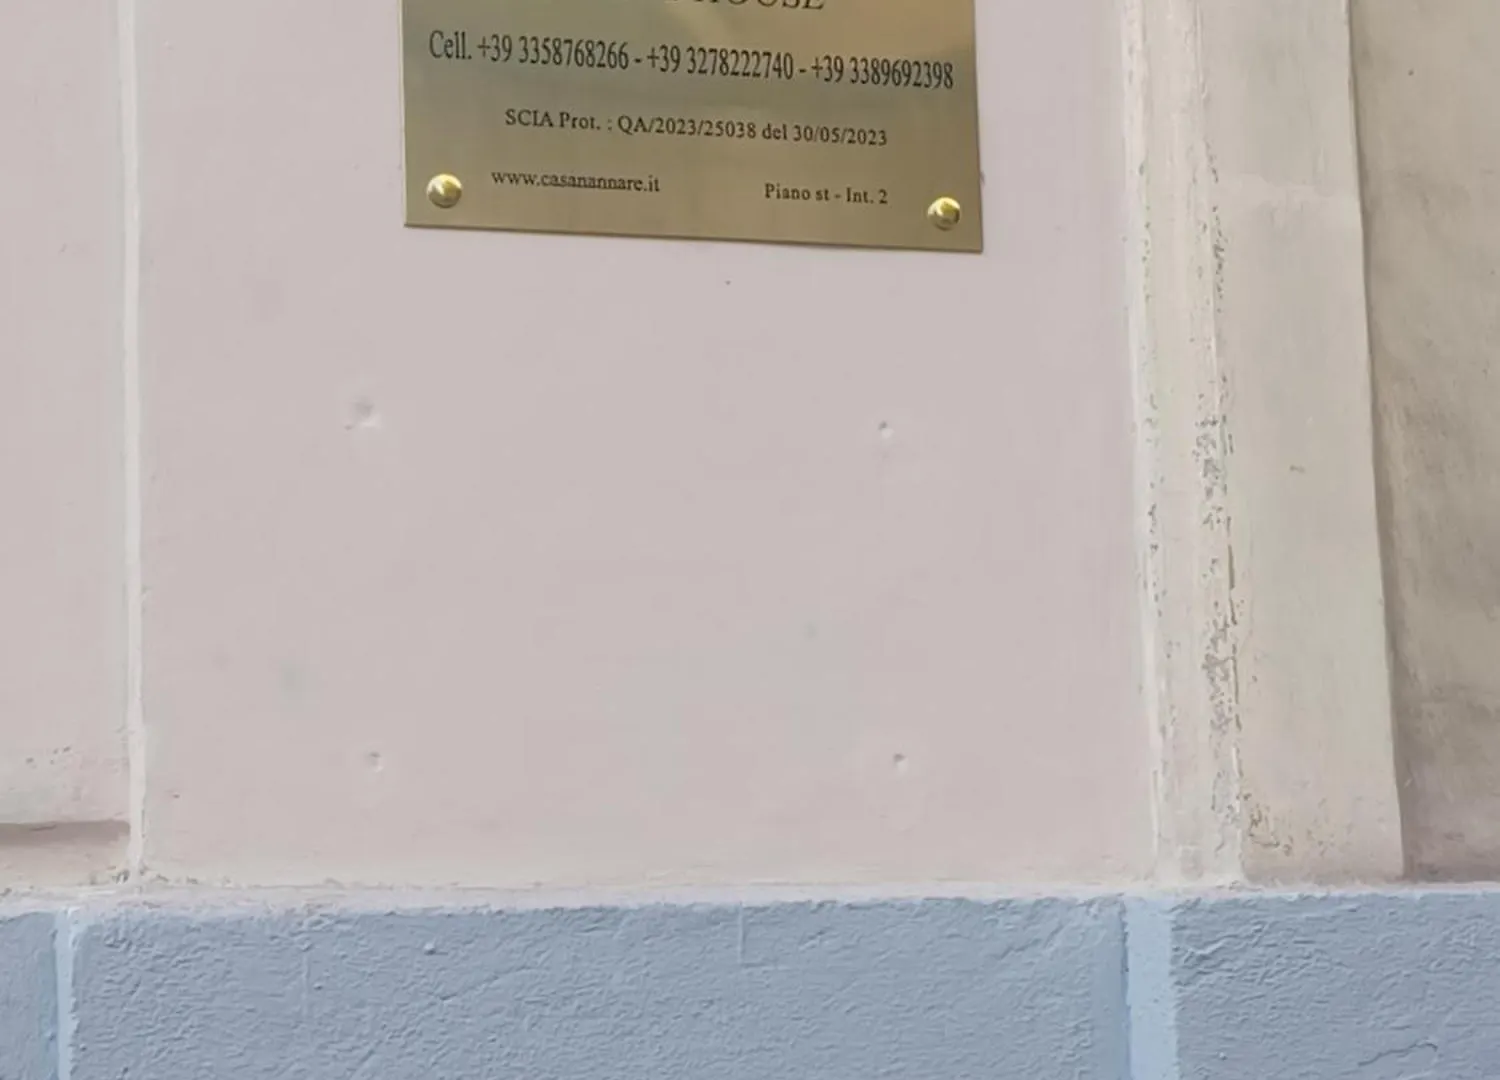 HOUSE
Cell. +39 3358768266 - +39 3278222740 - +39 3389692398
SCIA Prot. : QA/2023/25038 del 30/05/2023
www.casanannare.it Piano st - Int. 2